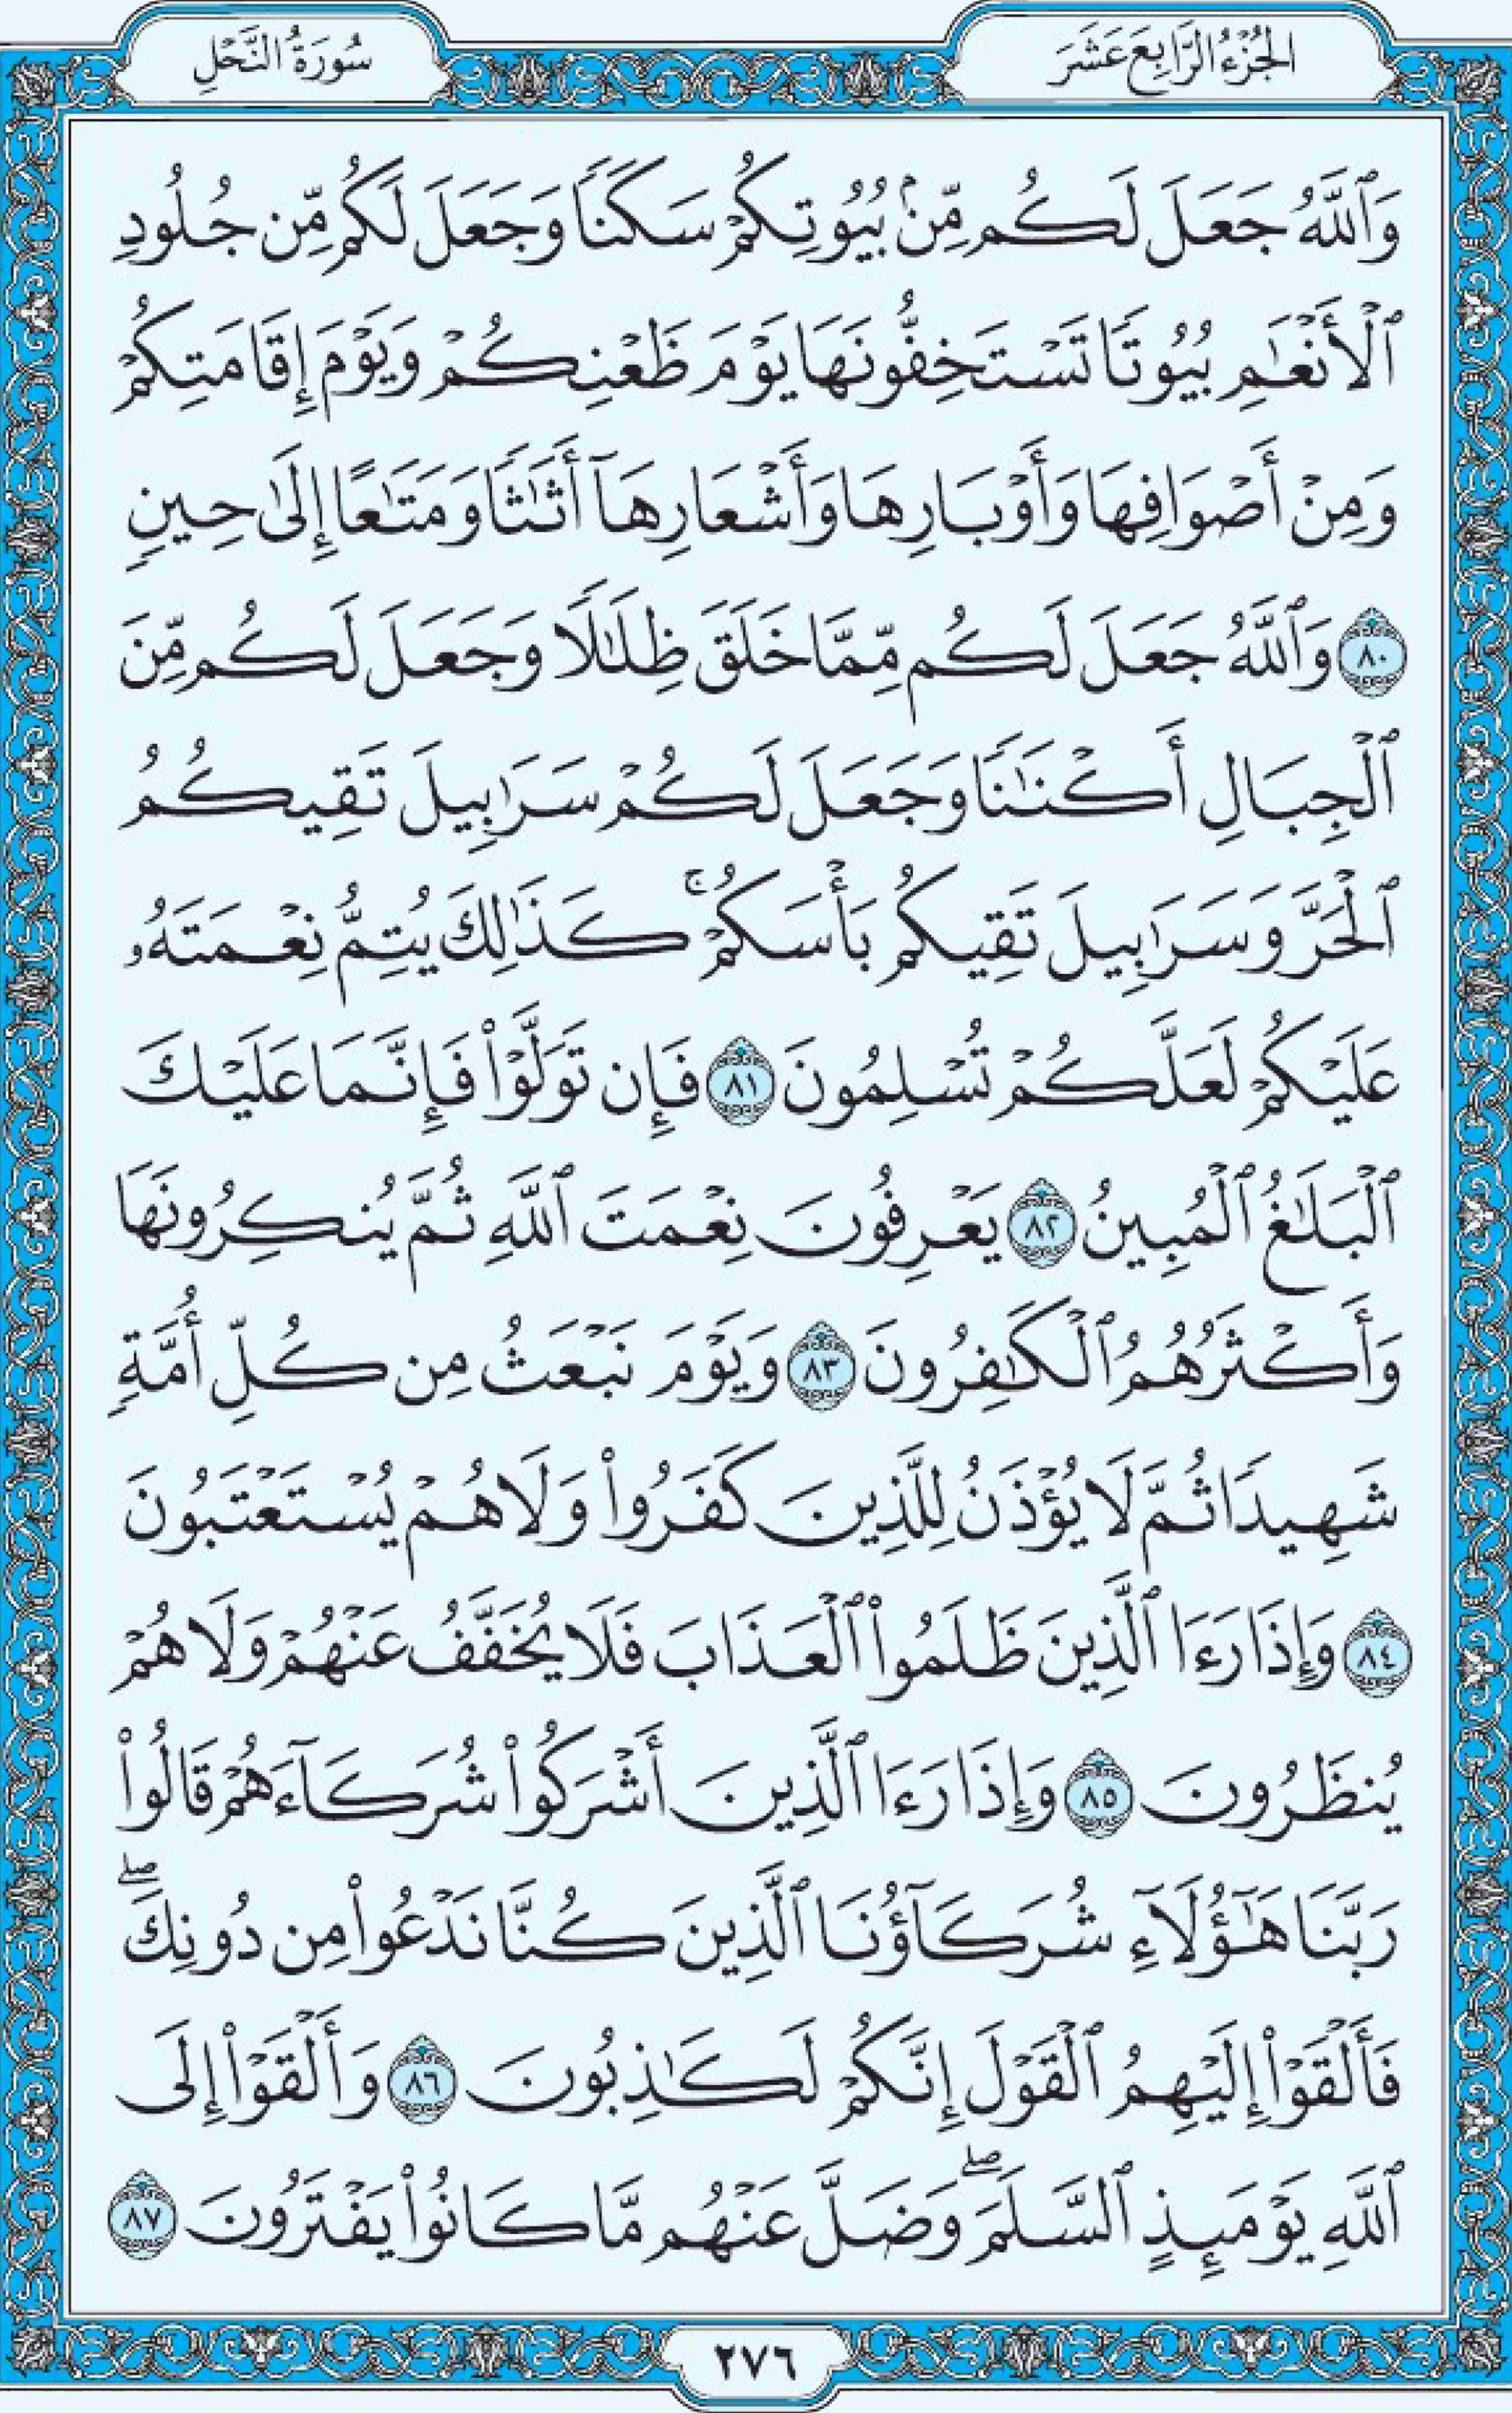 الجُزْءُ الرَّابِعَ عَشَرَ
سُورَةُ النَّحْلِ
وَٱللَّهُ جَعَلَ لَكُم مِّنۢ بُيُوتِكُمْ سَكَنًا وَجَعَلَ لَكُم مِّن جُلُودِ
ٱلْأَنْعَٰمِ بُيُوتًا تَسْتَخِفُّونَهَا يَوْمَ ظَعْنِكُمْ وَيَوْمَ إِقَامَتِكُمْ
وَمِنْ أَصْوَافِهَا وَأَوْبَارِهَا وَأَشْعَارِهَآ أَثَٰثًا وَمَتَٰعًا إِلَىٰ حِينٍ
٨٠ وَٱللَّهُ جَعَلَ لَكُم مِّمَّا خَلَقَ ظِلَٰلًا وَجَعَلَ لَكُم مِّنَ
ٱلْجِبَالِ أَكْنَٰنًا وَجَعَلَ لَكُمْ سَرَٰبِيلَ تَقِيكُمُ
ٱلْحَرَّ وَسَرَٰبِيلَ تَقِيكُم بَأْسَكُمْ ۚ كَذَٰلِكَ يُتِمُّ نِعْمَتَهُۥ
عَلَيْكُمْ لَعَلَّكُمْ تُسْلِمُونَ ٨١ فَإِن تَوَلَّوْا۟ فَإِنَّمَا عَلَيْكَ
ٱلْبَلَٰغُ ٱلْمُبِينُ ٨٢ يَعْرِفُونَ نِعْمَتَ ٱللَّهِ ثُمَّ يُنكِرُونَهَا
وَأَكْثَرُهُمُ ٱلْكَٰفِرُونَ ٨٣ وَيَوْمَ نَبْعَثُ مِن كُلِّ أُمَّةٍ
شَهِيدًا ثُمَّ لَا يُؤْذَنُ لِلَّذِينَ كَفَرُوا۟ وَلَا هُمْ يُسْتَعْتَبُونَ
٨٤ وَإِذَا رَءَا ٱلَّذِينَ ظَلَمُوا۟ ٱلْعَذَابَ فَلَا يُخَفَّفُ عَنْهُمْ وَلَا هُمْ
يُنظَرُونَ ٨٥ وَإِذَا رَءَا ٱلَّذِينَ أَشْرَكُوا۟ شُرَكَآءَهُمْ قَالُوا۟
رَبَّنَا هَٰٓؤُلَآءِ شُرَكَآؤُنَا ٱلَّذِينَ كُنَّا نَدْعُوا۟ مِن دُونِكَ ۖ
فَأَلْقَوْا۟ إِلَيْهِمُ ٱلْقَوْلَ إِنَّكُمْ لَكَٰذِبُونَ ٨٦ وَأَلْقَوْا۟ إِلَى
ٱللَّهِ يَوْمَئِذٍ ٱلسَّلَمَ ۖ وَضَلَّ عَنْهُم مَّا كَانُوا۟ يَفْتَرُونَ ٨٧
٢٧٦